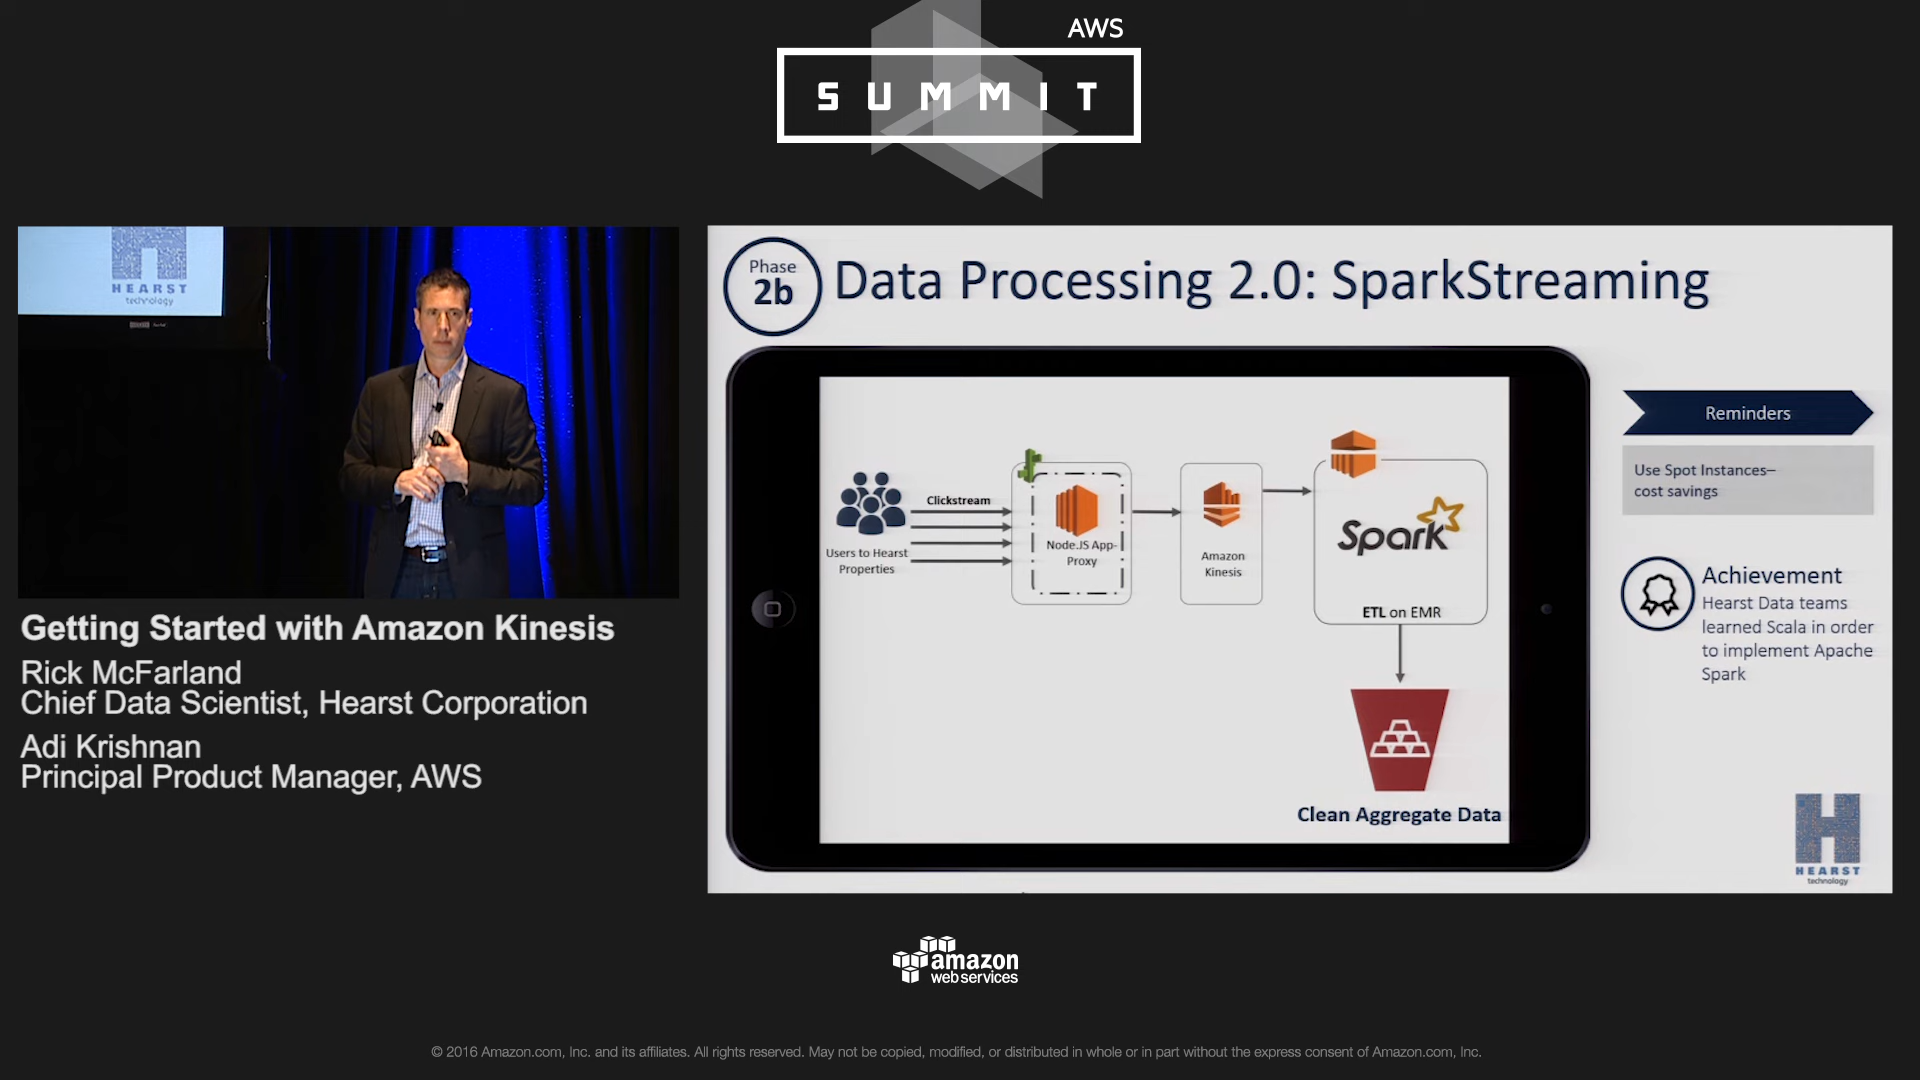 AWS
SUMMIT
HEARST
technology
Getting Started with Amazon Kinesis
Rick McFarland
Chief Data Scientist, Hearst Corporation
Adi Krishnan
Principal Product Manager, AWS
Phase
2b
Data Processing 2.0: SparkStreaming
Clickstream
Users to Hearst
Properties
Node.JS App-
Proxy
Amazon
Kinesis
Spark
ETL on EMR
Clean Aggregate Data
Reminders
Use Spot Instances–
cost savings
Achievement
Hearst Data teams
learned Scala in order
to implement Apache
Spark
HEARST
technology
amazon
web services
© 2016 Amazon.com, Inc. and its affiliates. All rights reserved. May not be copied, modified, or distributed in whole or in part without the express consent of Amazon.com, Inc.